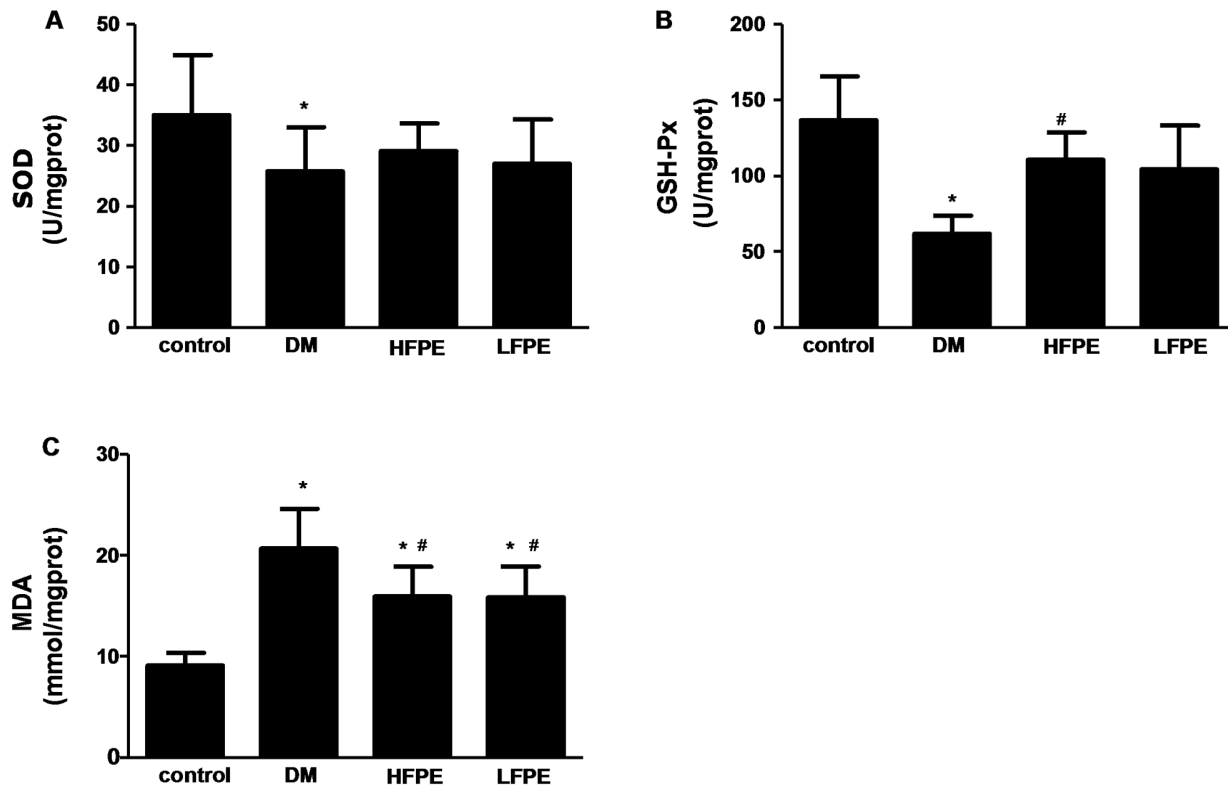 A
SOD
(U/mgprot)
50
40
30
20
10
0
*
control DM HFPE LFPE
B
GSH-Px
(U/mgprot)
200
150
100
50
0
*
#
control DM HFPE LFPE
C
MDA
(mmol/mgprot)
30
20
10
0
*
* #
* #
control DM HFPE LFPE